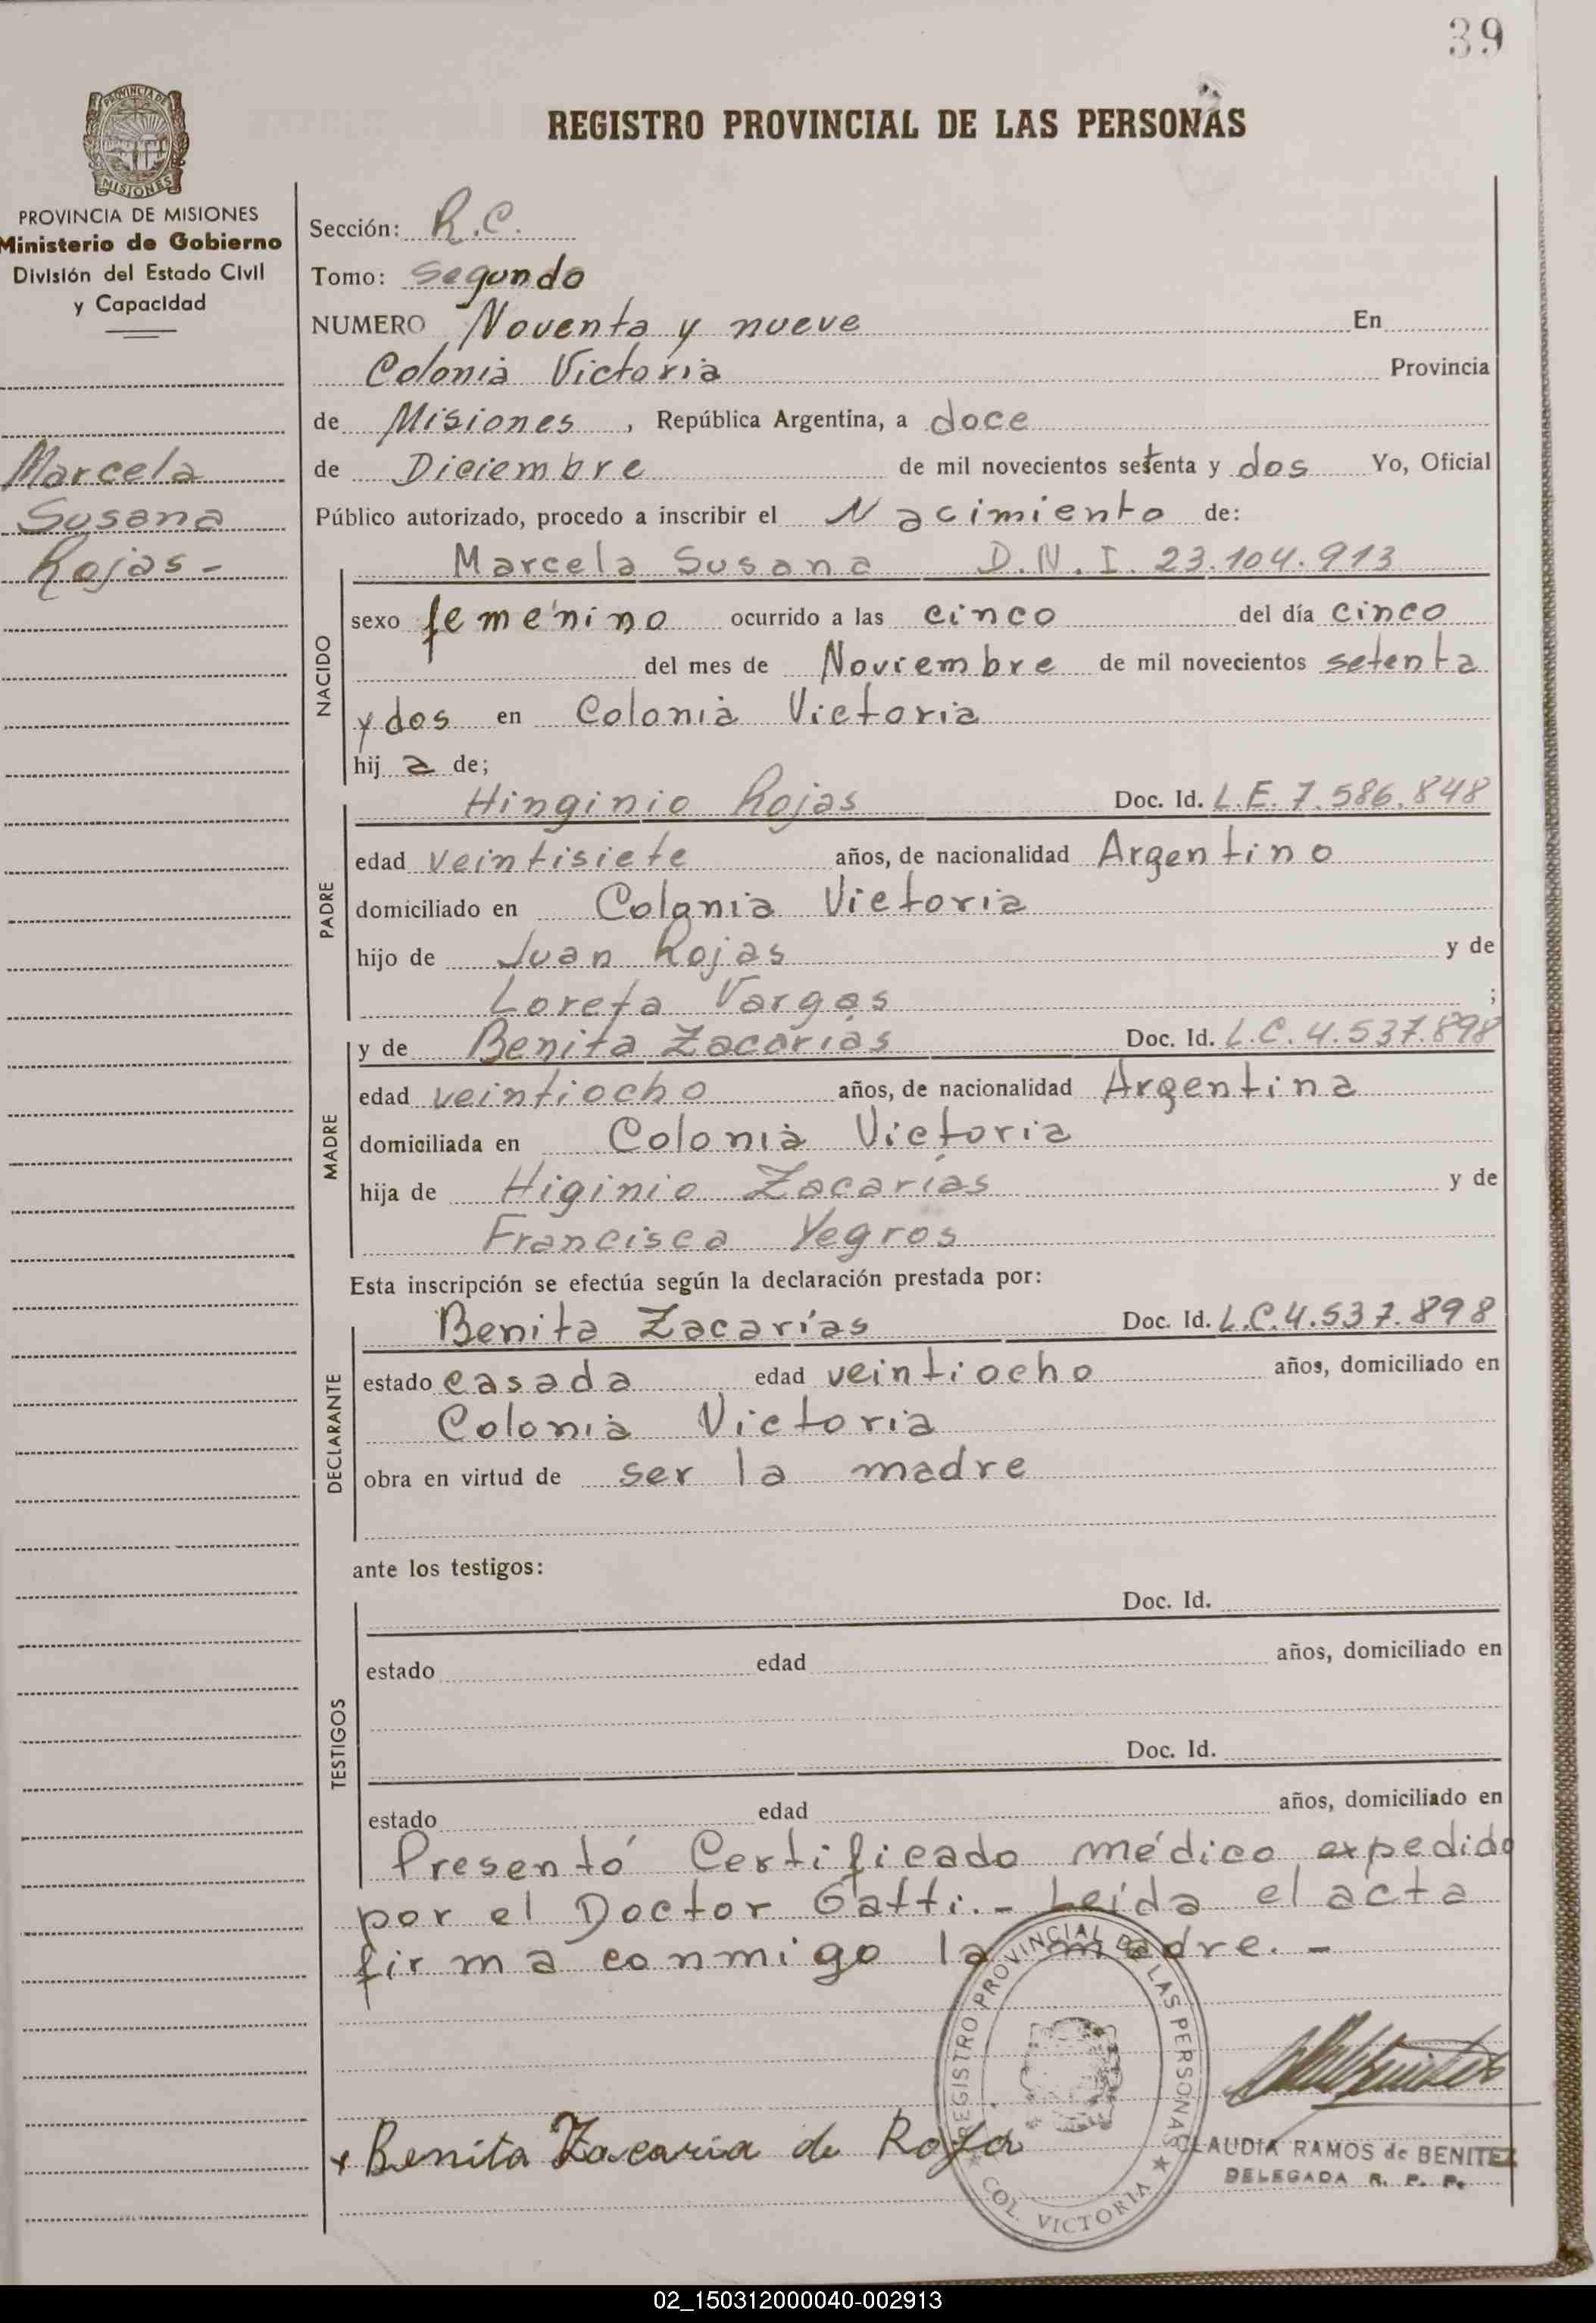 39
REGISTRO PROVINCIAL DE LAS PERSONAS
PROVINCIA DE MISIONES
PROVINCIA DE MISIONES
Ministerio de Gobierno
División del Estado Civil
y Capacidad
Marcela
Susana
Rojas -
Sección: R.C.
Tomo: Segundo
NUMERO Noventa y nueve En
Colonia Victoria Provincia
de Misiones, República Argentina, a doce
de Diciembre de mil novecientos setenta y dos Yo, Oficial
Público autorizado, procedo a inscribir el Nacimiento de:
Marcela Susana D.N.I. 23.104.913
NACIDO
sexo femenino ocurrido a las cinco del día cinco
del mes de Noviembre de mil novecientos setenta
y dos en Colonia Victoria
hij a de;
Hinginio Rojas Doc. Id. L.E. 7.586.848
PADRE
edad veintisiete años, de nacionalidad Argentino
domiciliado en Colonia Victoria
hijo de Juan Rojas y de
Loreta Vargas ;
y de Benita Zacarías Doc. Id. L.C. 4.537.898
MADRE
edad veintiocho años, de nacionalidad Argentina
domiciliada en Colonia Victoria
hija de Higinio Zacarías y de
Francisca Yegros
Esta inscripción se efectúa según la declaración prestada por:
Benita Zacarías Doc. Id. L.C. 4.537.898
DECLARANTE
estado casada edad veintiocho años, domiciliado en
Colonia Victoria
obra en virtud de ser la madre
ante los testigos:
Doc. Id.
TESTIGOS
estado edad años, domiciliado en
Doc. Id.
estado edad años, domiciliado en
Presentó Certificado médico expedido
por el Doctor Gatti. - Leída el acta
firma conmigo la madre. -
REGISTRO PROVINCIAL DE LAS PERSONAS
★ COL. VICTORIA ★
+ Benita Zacaria de Roja
CLAUDIA RAMOS de BENITEZ
DELEGADA R. P. P.
02_150312000040-002913